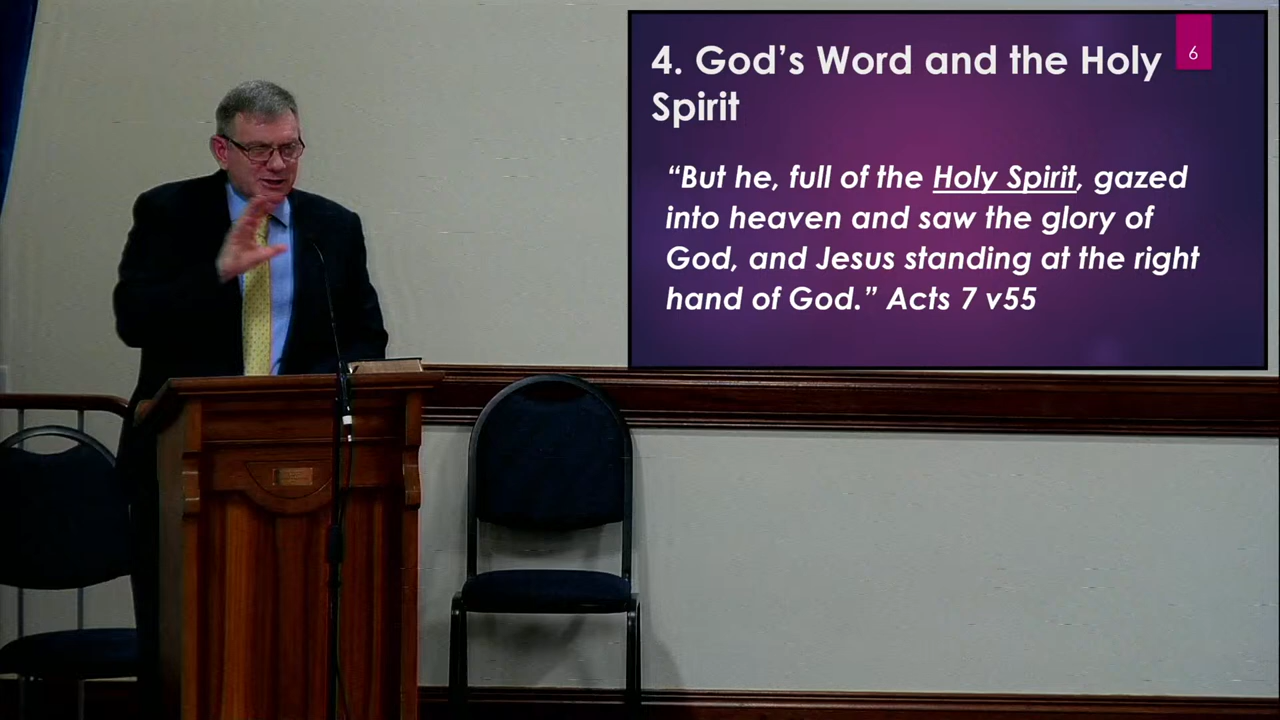 4. God’s Word and the Holy
Spirit
6
“But he, full of the Holy Spirit, gazed
into heaven and saw the glory of
God, and Jesus standing at the right
hand of God.” Acts 7 v55